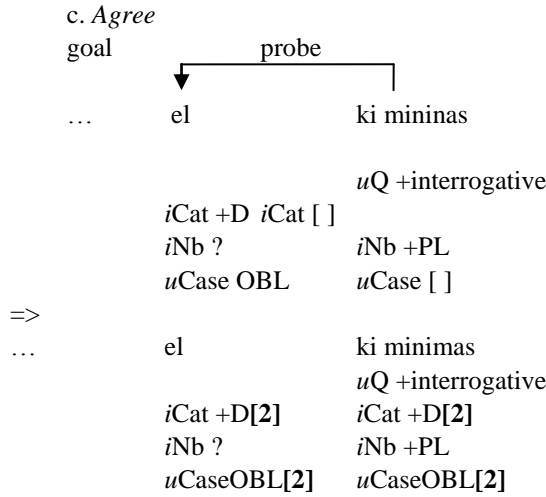 c. Agree
goal probe
… el ki mininas
uQ +interrogative
iCat +D iCat [ ]
iNb ? iNb +PL
uCase OBL uCase [ ]
=>
… el ki minimas
uQ +interrogative
iCat +D[2] iCat +D[2]
iNb ? iNb +PL
uCaseOBL[2] uCaseOBL[2]